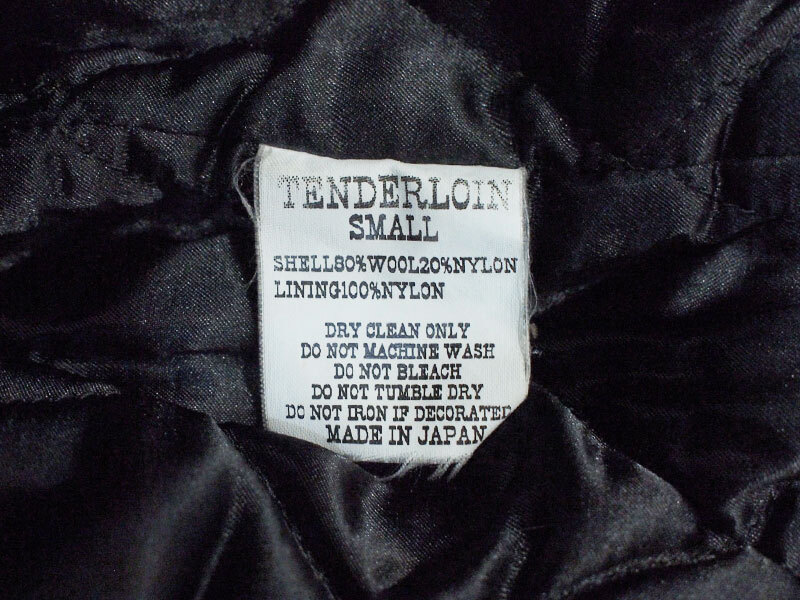 TENDERLOIN
SMALL
SHELL80%WOOL20%NYLON
LINING100%NYLON
DRY CLEAN ONLY
DO NOT MACHINE WASH
DO NOT BLEACH
DO NOT TUMBLE DRY
DO NOT IRON IF DECORATED
MADE IN JAPAN